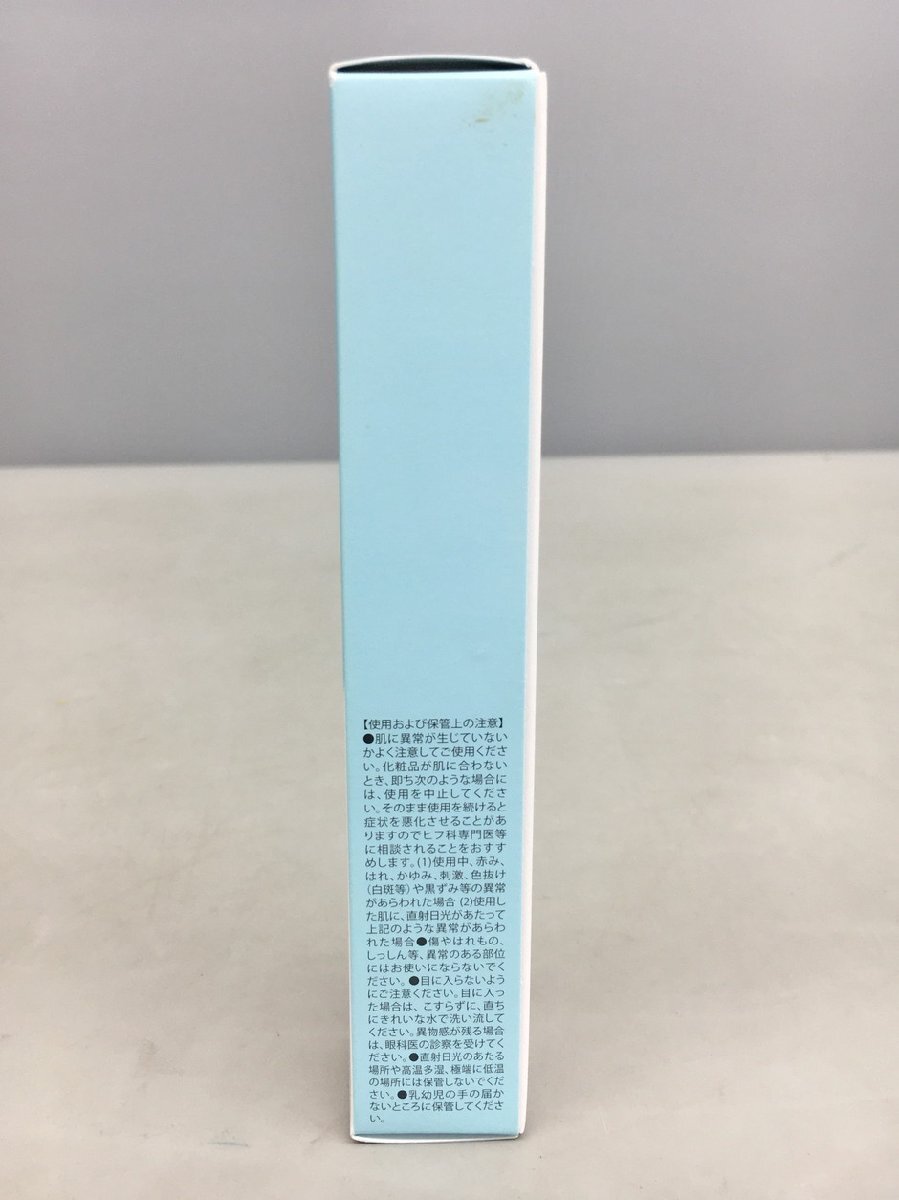 【使用および保管上の注意】
●肌に異常が生じていない
かよく注意してご使用くださ
い。化粧品が肌に合わない
とき、即ち次のような場合に
は、使用を中止してくださ
い。そのまま使用を続けると
症状を悪化させることがあ
りますのでヒフ科専門医等
に相談されることをおすす
めします。(1)使用中、赤み、
はれ、かゆみ、刺激、色抜け
(白斑等)や黒ずみ等の異常
があらわれた場合 (2)使用し
た肌に、直射日光があたって
上記のような異常があらわ
れた場合●傷やはれもの、
しっしん等、異常のある部位
にはお使いにならないでく
ださい。●目に入らないよう
にご注意ください。目に入っ
た場合は、こすらずに、直ち
にきれいな水で洗い流して
ください。異物感が残る場合
は、眼科医の診察を受けてく
ださい。●直射日光のあたる
場所や高温多湿、極端に低温
の場所には保管しないでくだ
さい。●乳幼児の手の届か
ないところに保管してくださ
い。